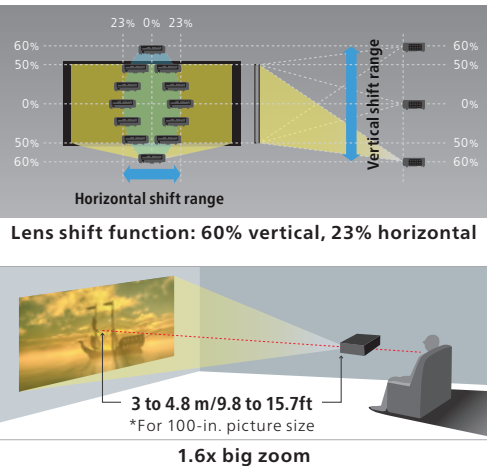 23% 0% 23%
60% 60%
50% 50%
0% 0%
50% 50%
60% 60%
Vertical shift range
Horizontal shift range
Lens shift function: 60% vertical, 23% horizontal
3 to 4.8 m/9.8 to 15.7ft
*For 100-in. picture size
1.6x big zoom